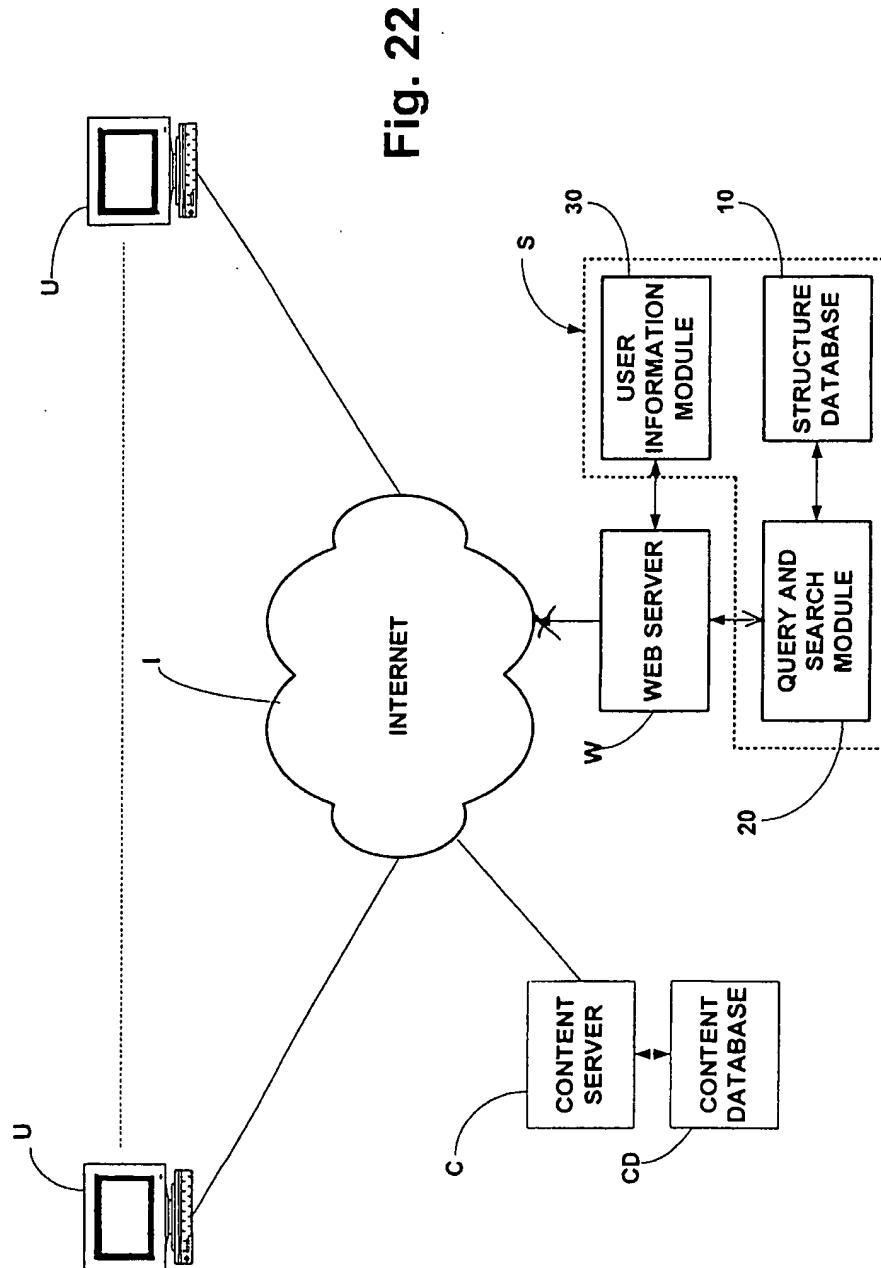 Fig. 22
U
U
I
INTERNET
S
30
USER
INFORMATION
MODULE
10
STRUCTURE
DATABASE
WEB SERVER
W
QUERY AND
SEARCH
MODULE
20
CONTENT
SERVER
C
CONTENT
DATABASE
CD